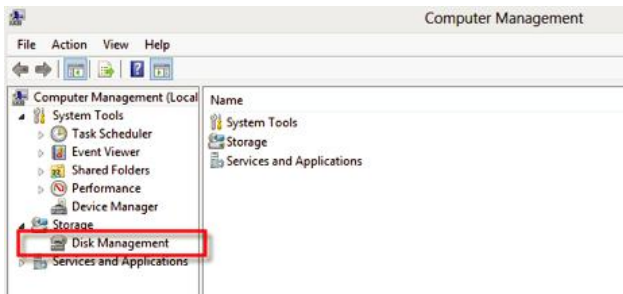 Computer Management
File Action View Help
Computer Management (Local
System Tools
Task Scheduler
Event Viewer
Shared Folders
Performance
Device Manager
Storage
Disk Management
Services and Applications
Name
System Tools
Storage
Services and Applications